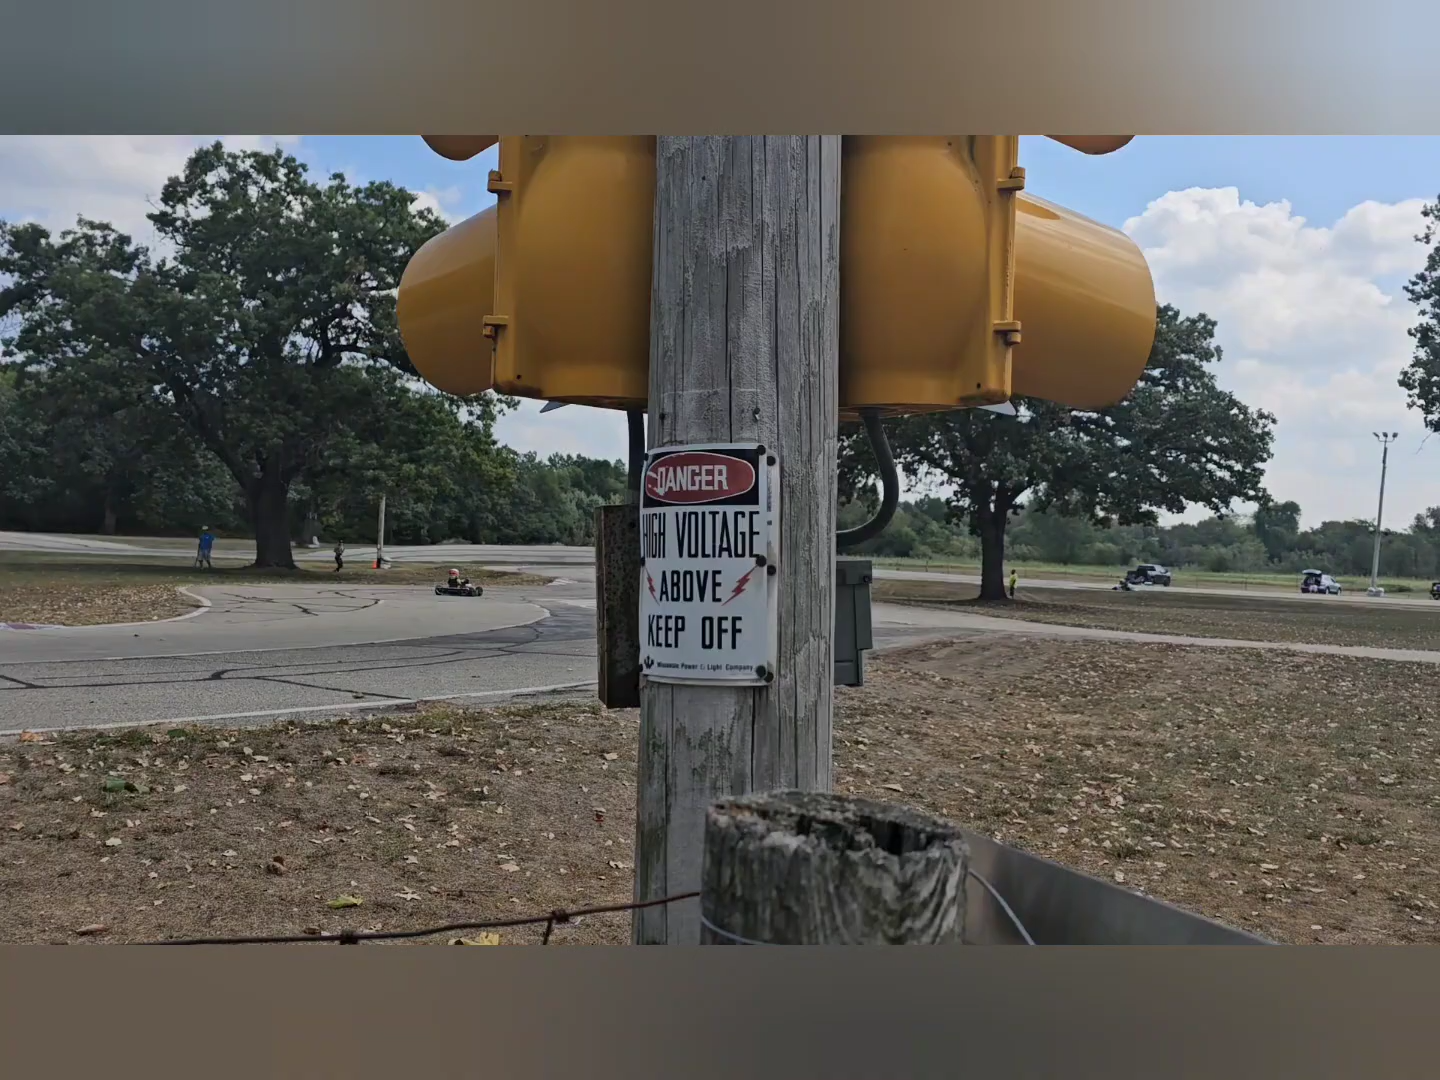 DANGER
HIGH VOLTAGE
ABOVE
KEEP OFF
Wisconsin Power & Light Company